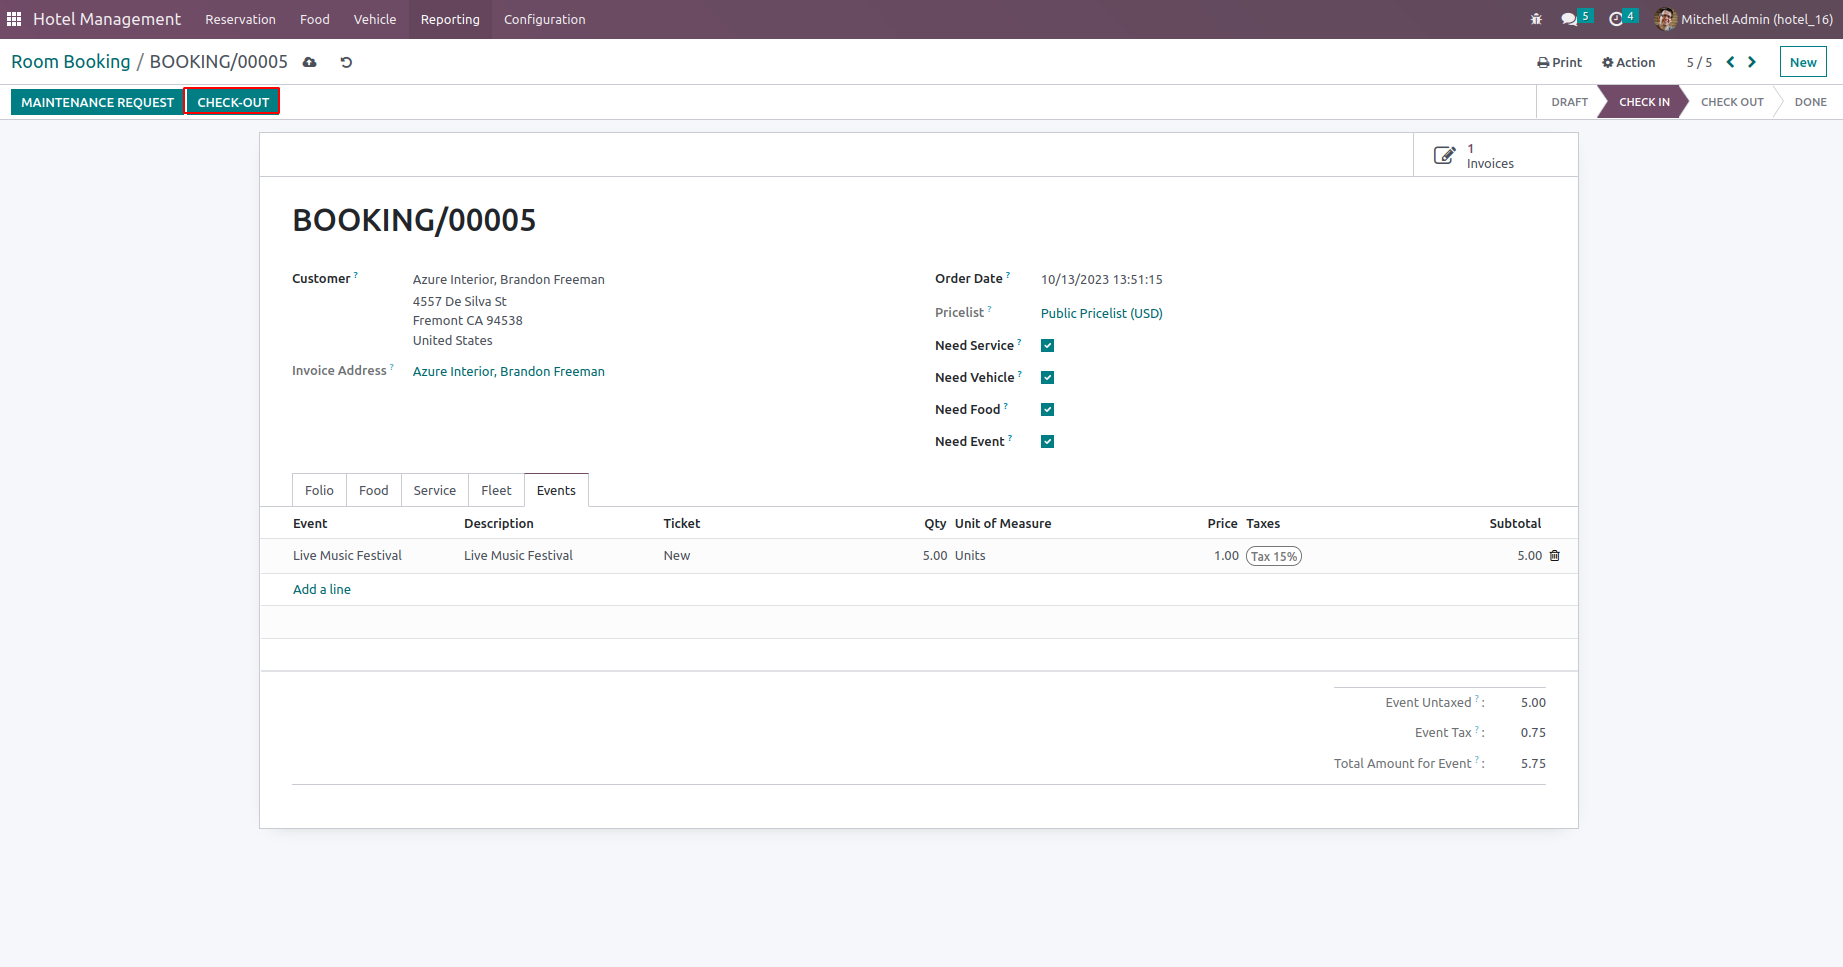 Hotel Management Reservation Food Vehicle Reporting Configuration 5 4 Mitchell Admin (hotel_16)
Room Booking / BOOKING/00005 Print Action 5 / 5 New
MAINTENANCE REQUEST CHECK-OUT DRAFT CHECK IN CHECK OUT DONE
1
Invoices
BOOKING/00005
Customer ? Azure Interior, Brandon Freeman Order Date ? 10/13/2023 13:51:15
4557 De Silva St
Fremont CA 94538 Pricelist ? Public Pricelist (USD)
United States Need Service ?
Invoice Address ? Azure Interior, Brandon Freeman Need Vehicle ?
Need Food ?
Need Event ?
Folio Food Service Fleet Events
Event Description Ticket Qty Unit of Measure Price Taxes Subtotal
Live Music Festival Live Music Festival New 5.00 Units 1.00 Tax 15% 5.00
Add a line
Event Untaxed ? : 5.00
Event Tax ? : 0.75
Total Amount for Event ? : 5.75